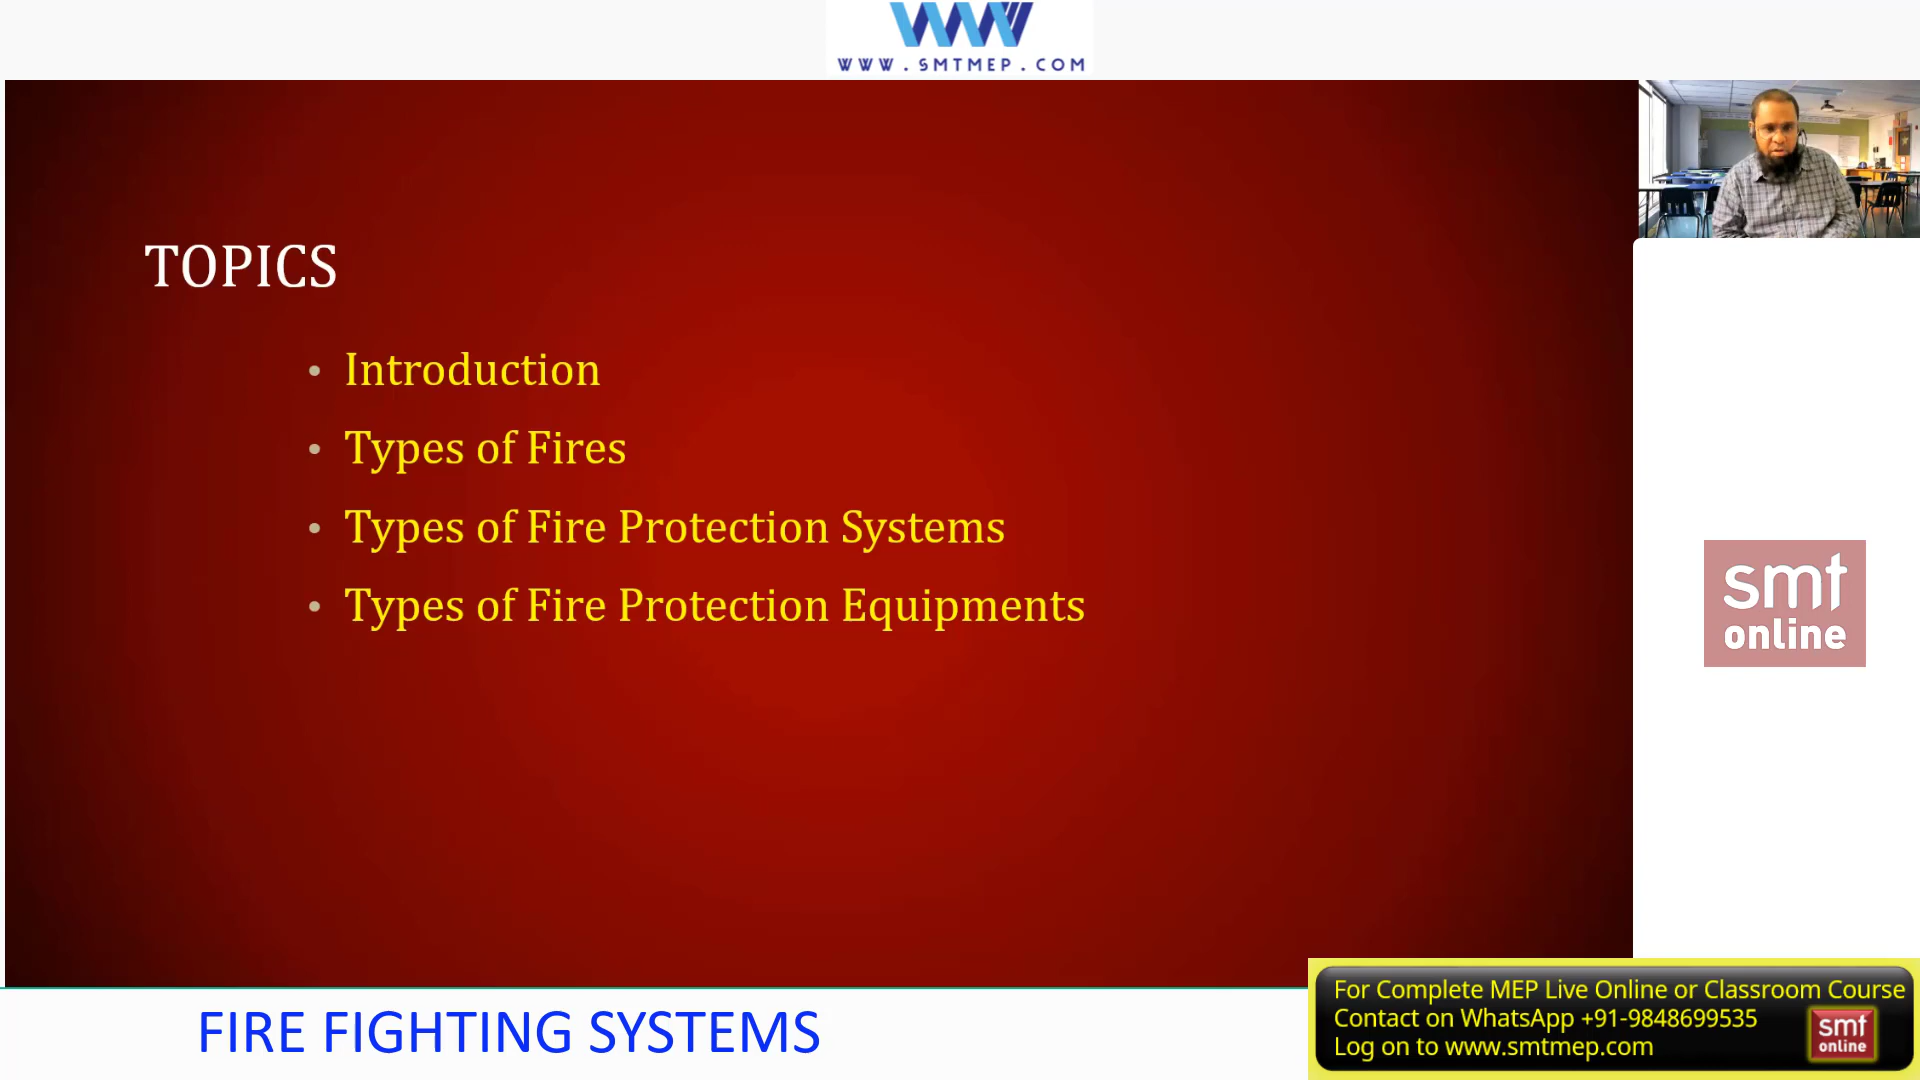 WWW.SMTMEP.COM
TOPICS
• Introduction
• Types of Fires
• Types of Fire Protection Systems
• Types of Fire Protection Equipments
smt
online
FIRE FIGHTING SYSTEMS
For Complete MEP Live Online or Classroom Course
Contact on WhatsApp +91-9848699535
Log on to www.smtmep.com
smt
online